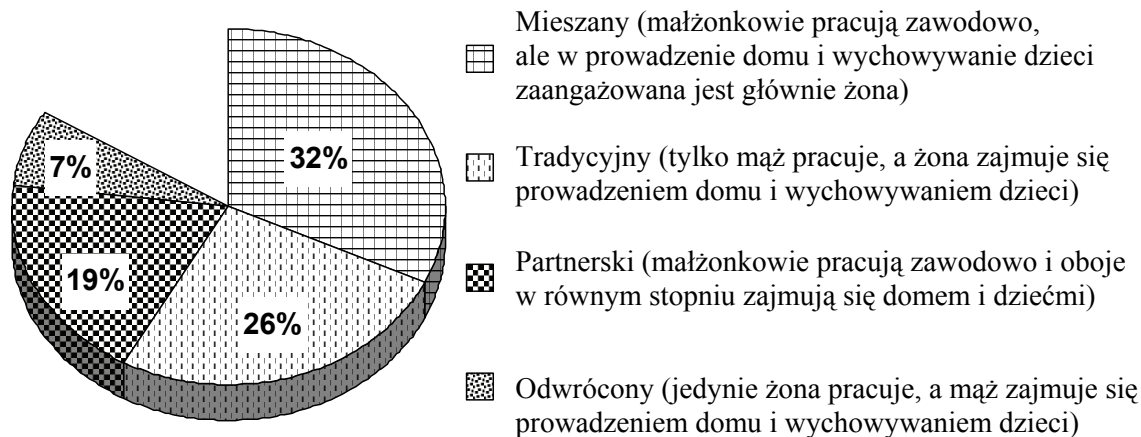 Mieszany (małżonkowie pracują zawodowo,
ale w prowadzenie domu i wychowywanie dzieci
zaangażowana jest głównie żona)
Tradycyjny (tylko mąż pracuje, a żona zajmuje się
prowadzeniem domu i wychowywaniem dzieci)
Partnerski (małżonkowie pracują zawodowo i oboje
w równym stopniu zajmują się domem i dziećmi)
Odwrócony (jedynie żona pracuje, a mąż zajmuje się
prowadzeniem domu i wychowywaniem dzieci)
32%
7%
19%
26%